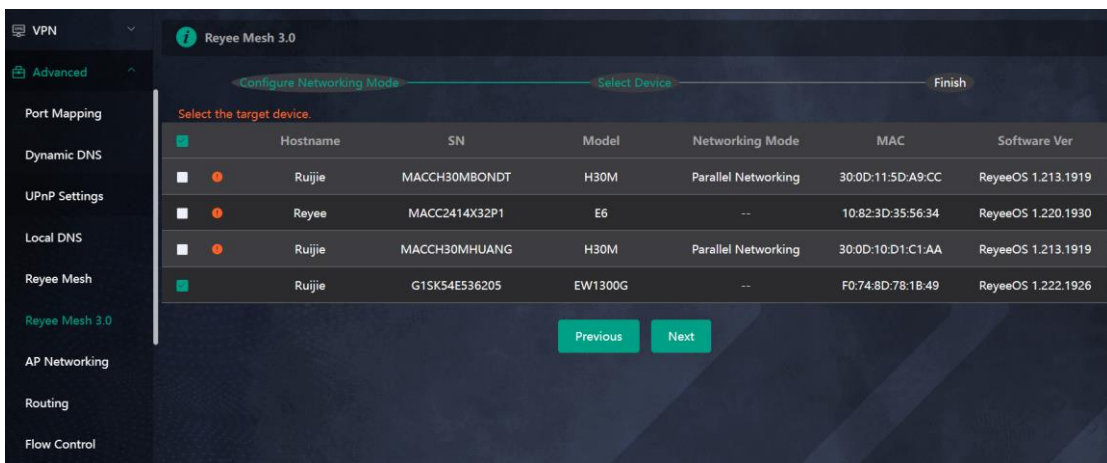 VPN
Advanced
Port Mapping
Dynamic DNS
UPnP Settings
Local DNS
Reyee Mesh
Reyee Mesh 3.0
AP Networking
Routing
Flow Control
Reyee Mesh 3.0
Configure Networking Mode Select Device Finish
Select the target device.
Hostname SN Model Networking Mode MAC Software Ver
Ruijie MACCH30MBONDT H30M Parallel Networking 30:0D:11:5D:A9:CC ReyeeOS 1.213.1919
Reyee MACC2414X32P1 E6 -- 10:82:3D:35:56:34 ReyeeOS 1.220.1930
Ruijie MACCH30MHUANG H30M Parallel Networking 30:0D:10:D1:C1:AA ReyeeOS 1.213.1919
Ruijie G1SK54E536205 EW1300G -- F0:74:8D:78:1B:49 ReyeeOS 1.222.1926
Previous Next